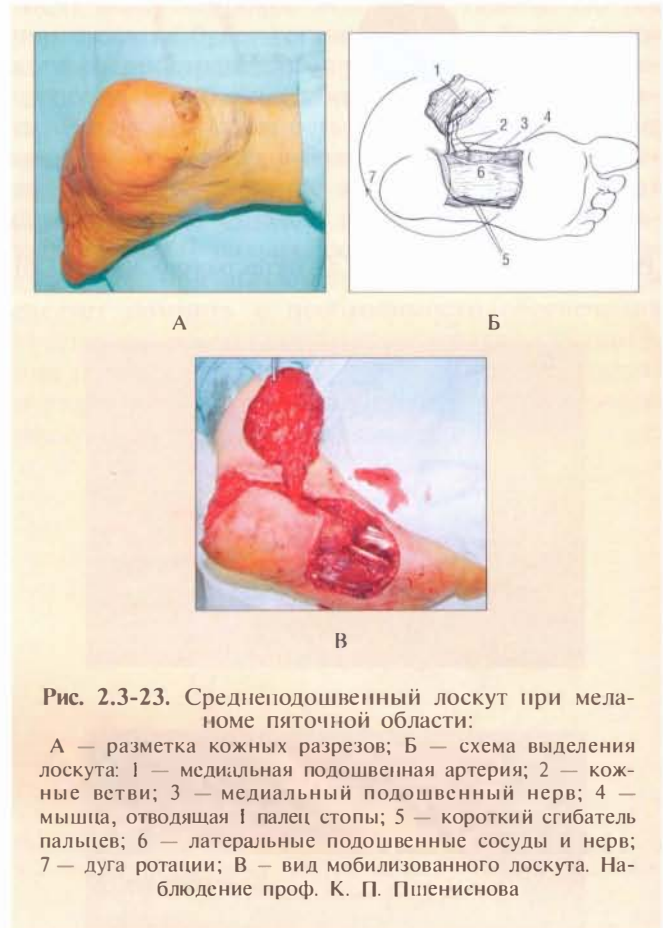 1
2
3
4
6
7
5
А
Б
В
Рис. 2.3-23. Среднеподошвенный лоскут при мела-
номе пяточной области:
А — разметка кожных разрезов; Б — схема выделения
лоскута: 1 — медиальная подошвенная артерия; 2 — кож-
ные ветви; 3 — медиальный подошвенный нерв; 4 —
мышца, отводящая 1 палец стопы; 5 — короткий сгибатель
пальцев; 6 — латеральные подошвенные сосуды и нерв;
7 — дуга ротации; В — вид мобилизованного лоскута. На-
блюдение проф. К. П. Пшениснова